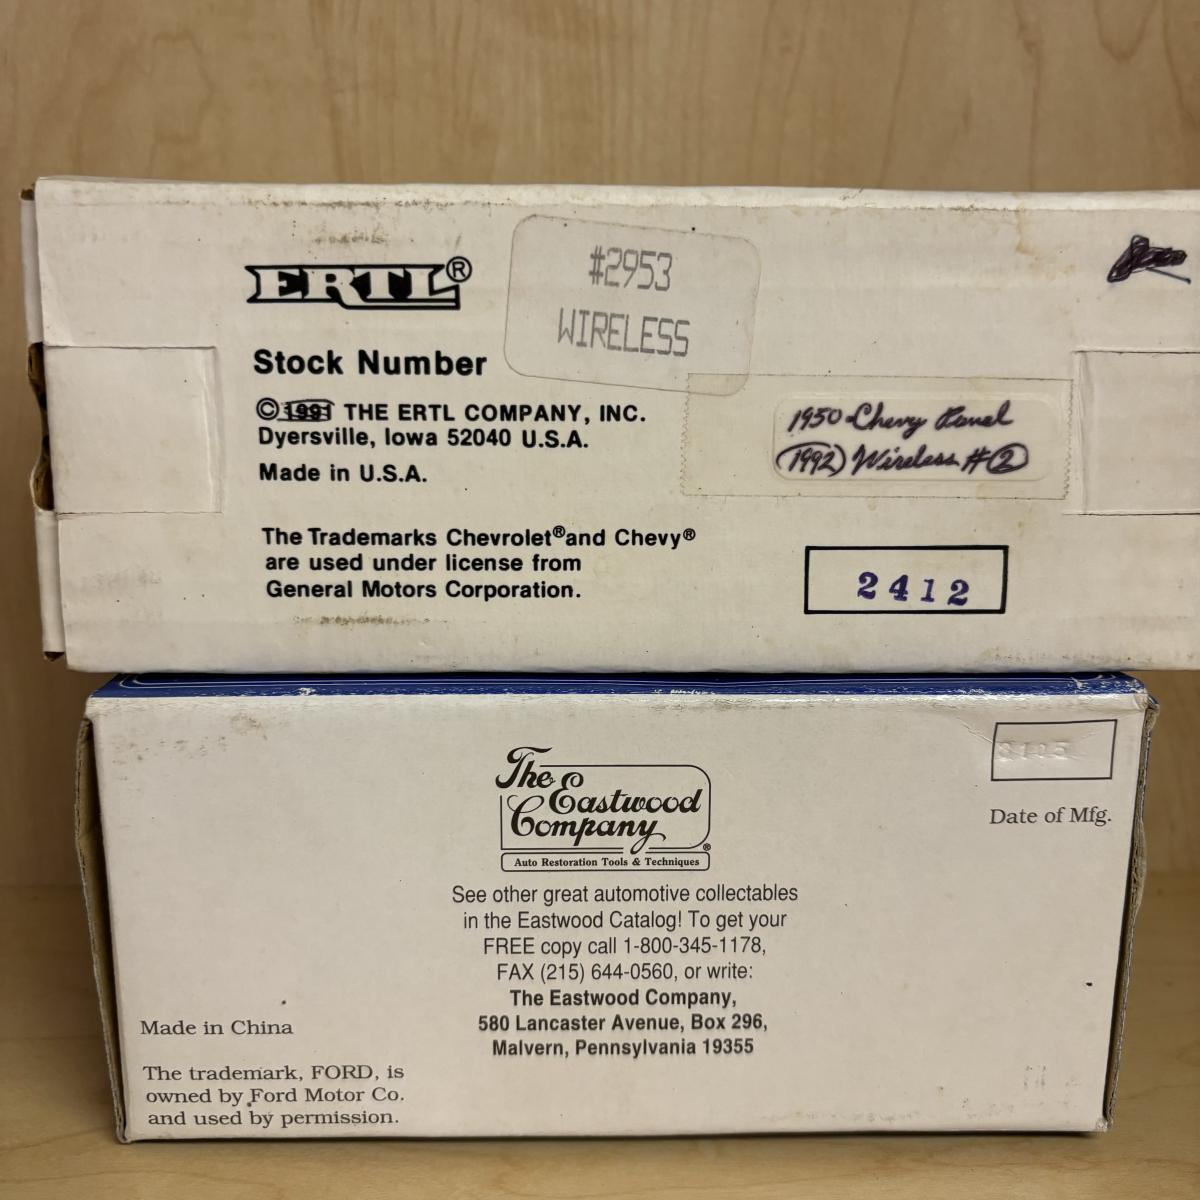 ERTL®
#2953
WIRELESS
Stock Number
© 1991 THE ERTL COMPANY, INC.
Dyersville, Iowa 52040 U.S.A.
Made in U.S.A.
1950 Chevy Panel
(1992) Wireless #2
The Trademarks Chevrolet® and Chevy®
are used under license from
General Motors Corporation.
2412
The
Eastwood
Company®
Auto Restoration Tools & Techniques
3105
Date of Mfg.
See other great automotive collectables
in the Eastwood Catalog! To get your
FREE copy call 1-800-345-1178,
FAX (215) 644-0560, or write:
The Eastwood Company,
580 Lancaster Avenue, Box 296,
Malvern, Pennsylvania 19355
Made in China
The trademark, FORD, is
owned by Ford Motor Co.
and used by permission.